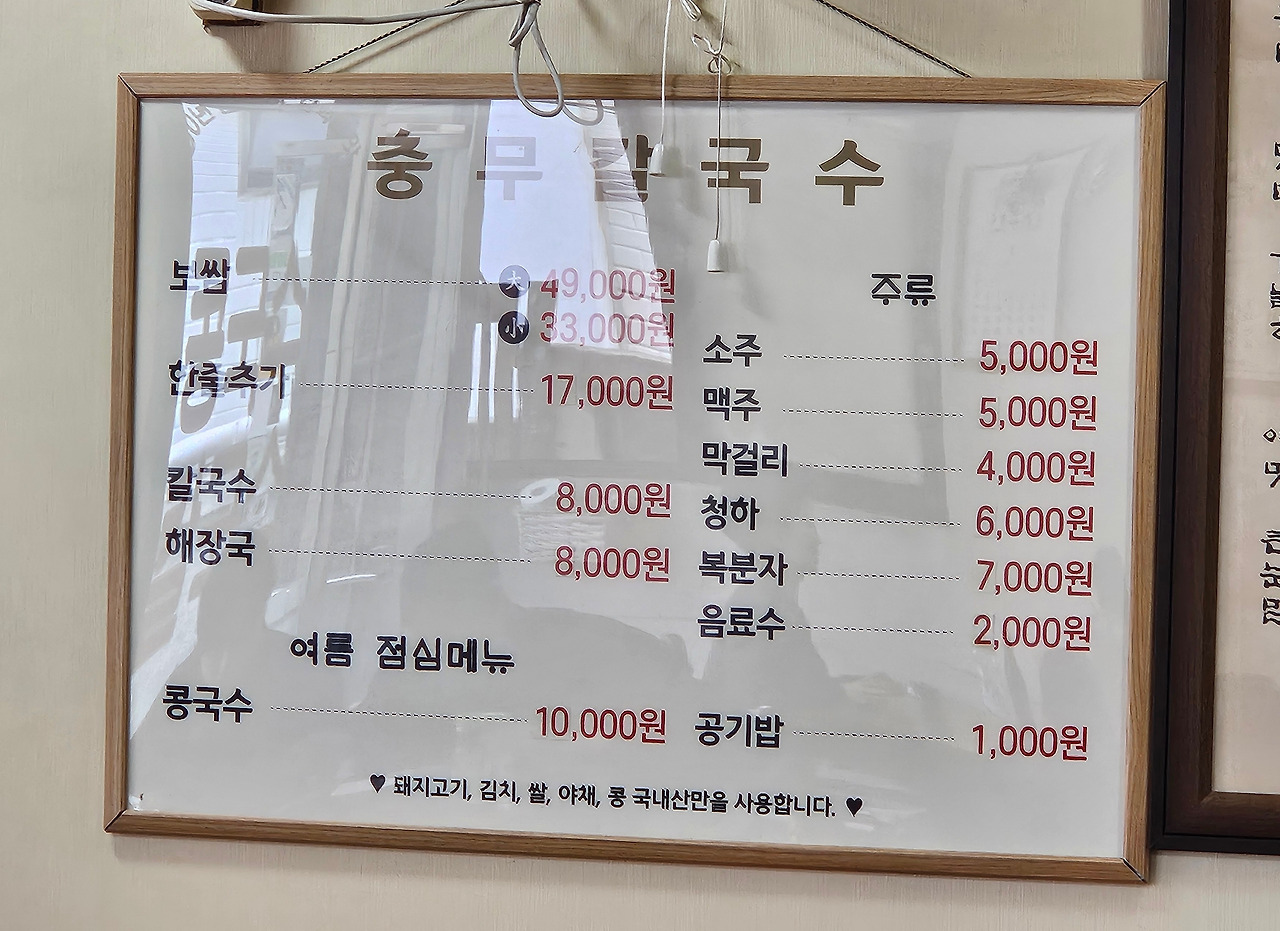 충무칼국수
보쌈 大 49,000원
小 33,000원
한줄추가 17,000원
칼국수 8,000원
해장국 8,000원
여름 점심메뉴
콩국수 10,000원
주류
소주 5,000원
맥주 5,000원
막걸리 4,000원
청하 6,000원
복분자 7,000원
음료수 2,000원
공기밥 1,000원
♥ 돼지고기, 김치, 쌀, 야채, 콩 국내산만을 사용합니다. ♥